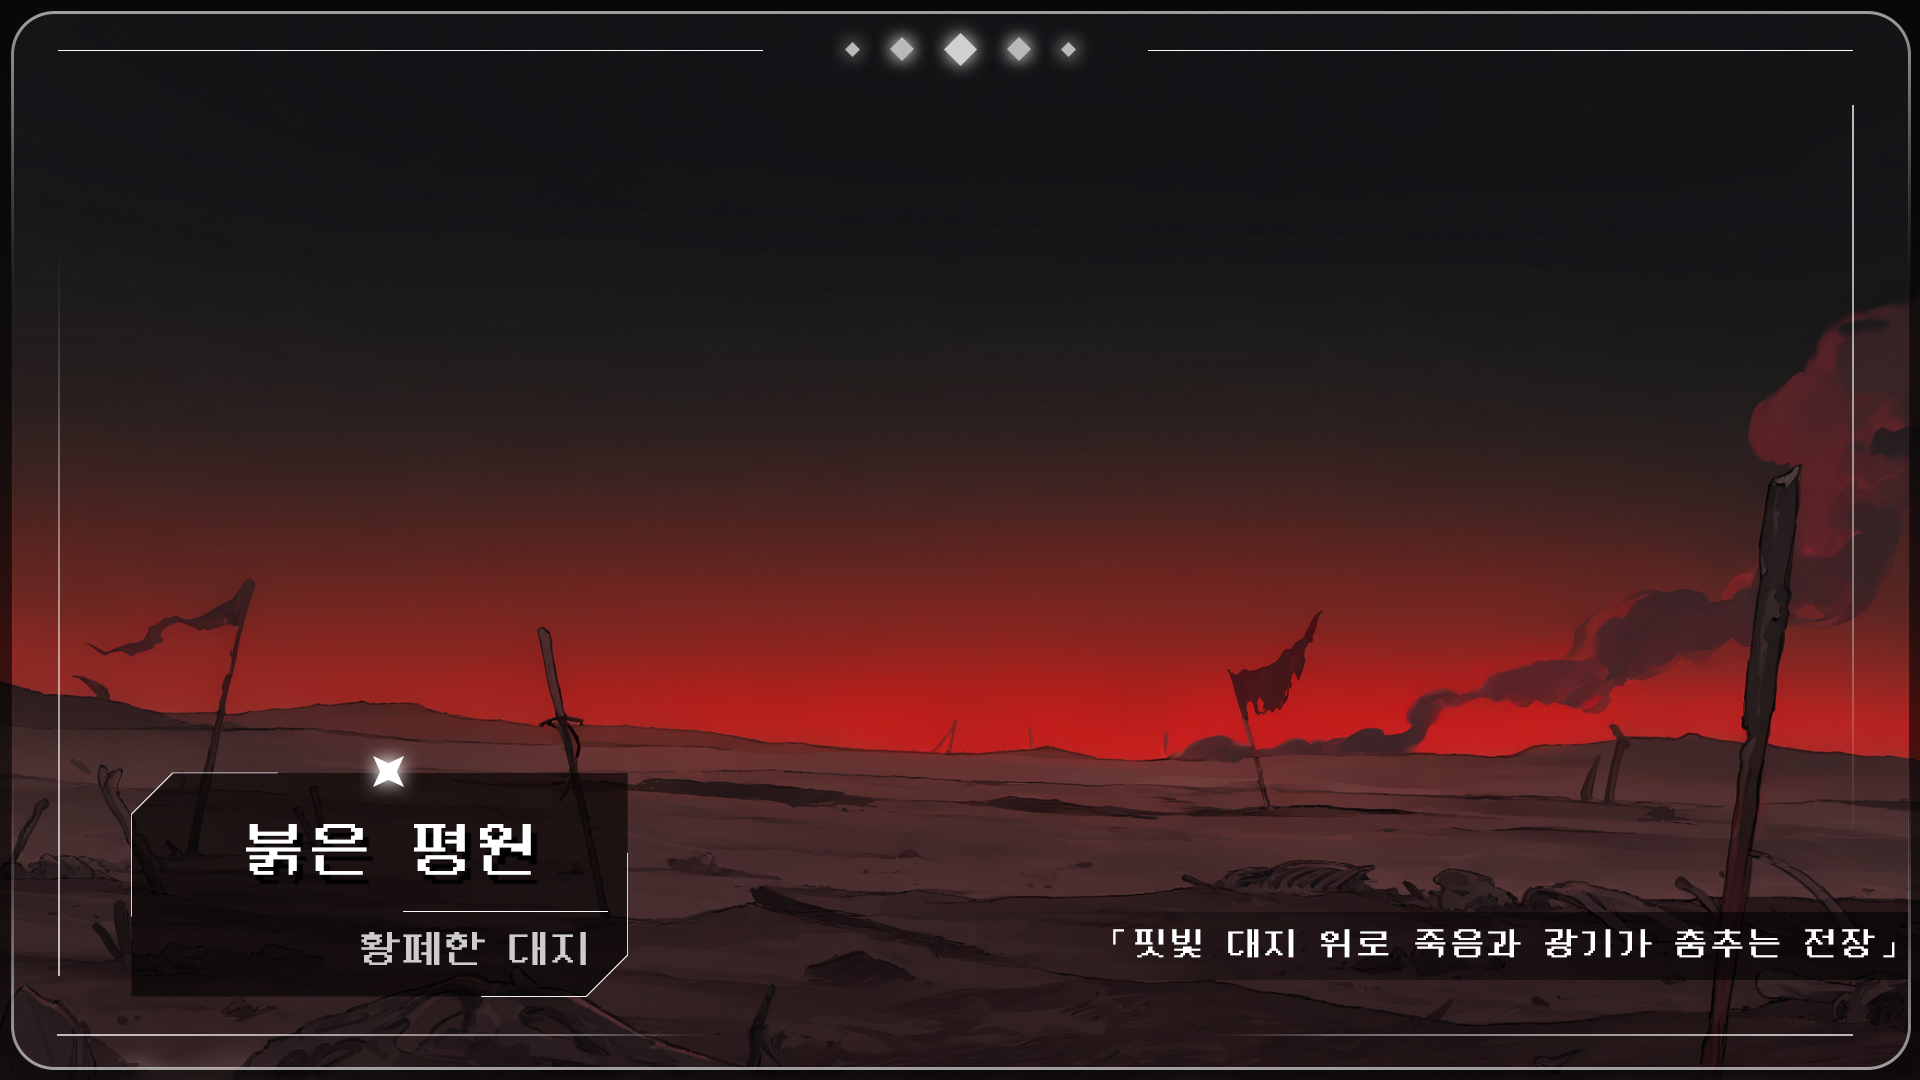 붉은 평원
황폐한 대지
「핏빛 대지 위로 죽음과 광기가 춤추는 전장」